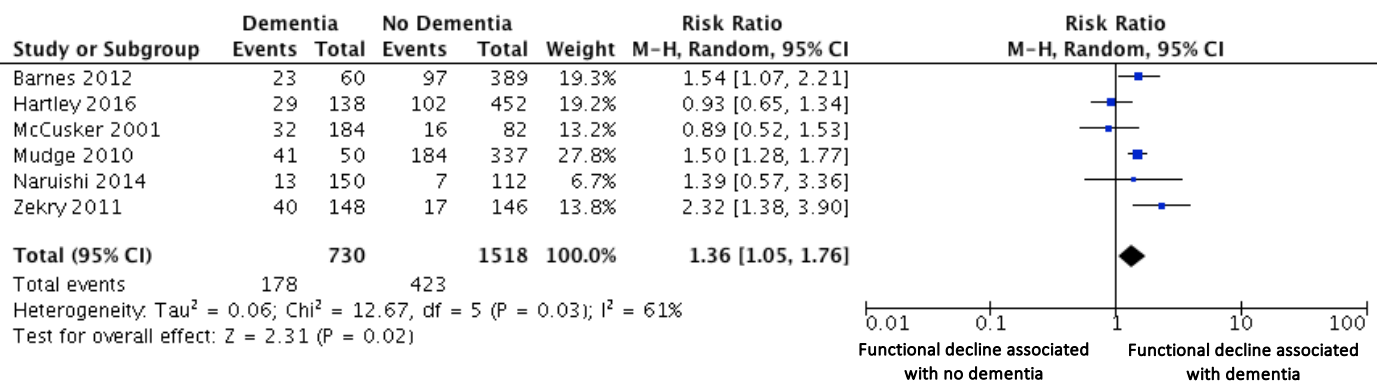 Dementia No Dementia Risk Ratio Risk Ratio
Study or Subgroup Events Total Events Total Weight M-H, Random, 95% CI M-H, Random, 95% CI
Barnes 2012 23 60 97 389 19.3% 1.54 [1.07, 2.21]
Hartley 2016 29 138 102 452 19.2% 0.93 [0.65, 1.34]
McCusker 2001 32 184 16 82 13.2% 0.89 [0.52, 1.53]
Mudge 2010 41 50 184 337 27.8% 1.50 [1.28, 1.77]
Naruishi 2014 13 150 7 112 6.7% 1.39 [0.57, 3.36]
Zekry 2011 40 148 17 146 13.8% 2.32 [1.38, 3.90]
Total (95% CI) 730 1518 100.0% 1.36 [1.05, 1.76]
Total events 178 423
Heterogeneity: Tau² = 0.06; Chi² = 12.67, df = 5 (P = 0.03); I² = 61%
Test for overall effect: Z = 2.31 (P = 0.02)
0.01 0.1 1 10 100
Functional decline associated with no dementia
Functional decline associated with dementia